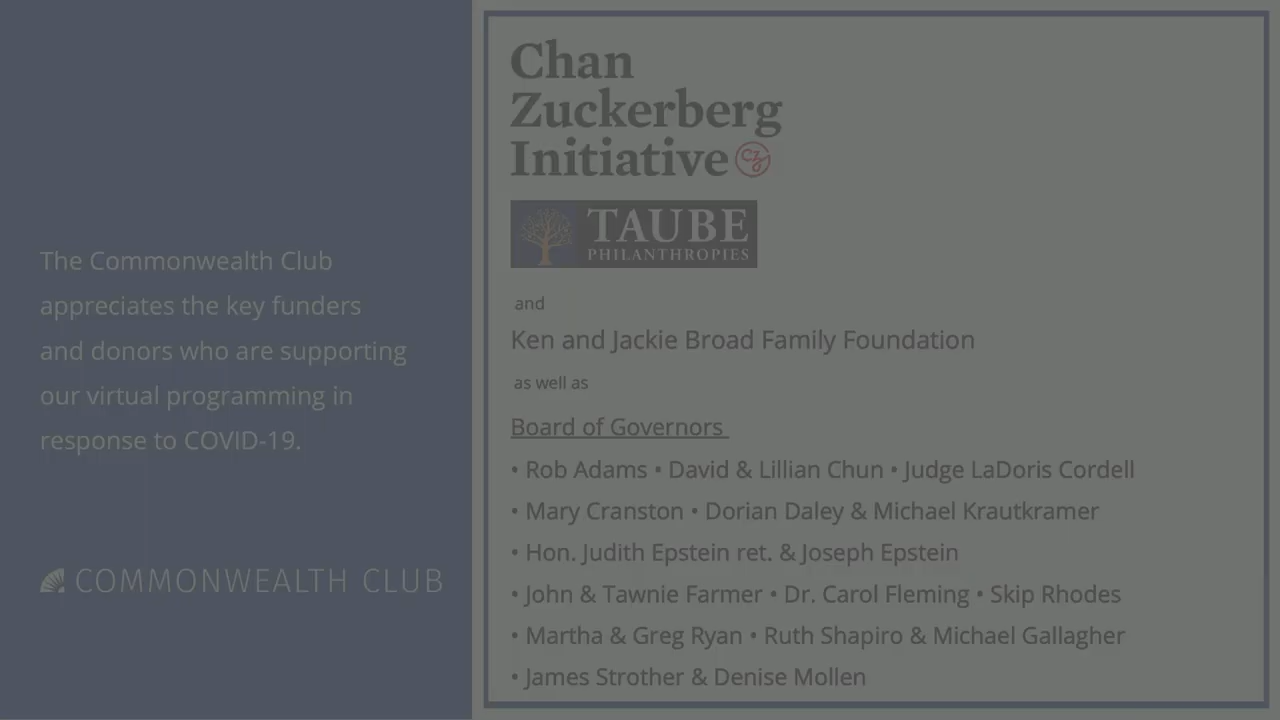 The Commonwealth Club
appreciates the key funders
and donors who are supporting
our virtual programming in
response to COVID-19.
COMMONWEALTH CLUB
Chan
Zuckerberg
Initiative cz
TAUBE
PHILANTHROPIES
and
Ken and Jackie Broad Family Foundation
as well as
Board of Governors
• Rob Adams • David & Lillian Chun • Judge LaDoris Cordell
• Mary Cranston • Dorian Daley & Michael Krautkramer
• Hon. Judith Epstein ret. & Joseph Epstein
• John & Tawnie Farmer • Dr. Carol Fleming • Skip Rhodes
• Martha & Greg Ryan • Ruth Shapiro & Michael Gallagher
• James Strother & Denise Mollen